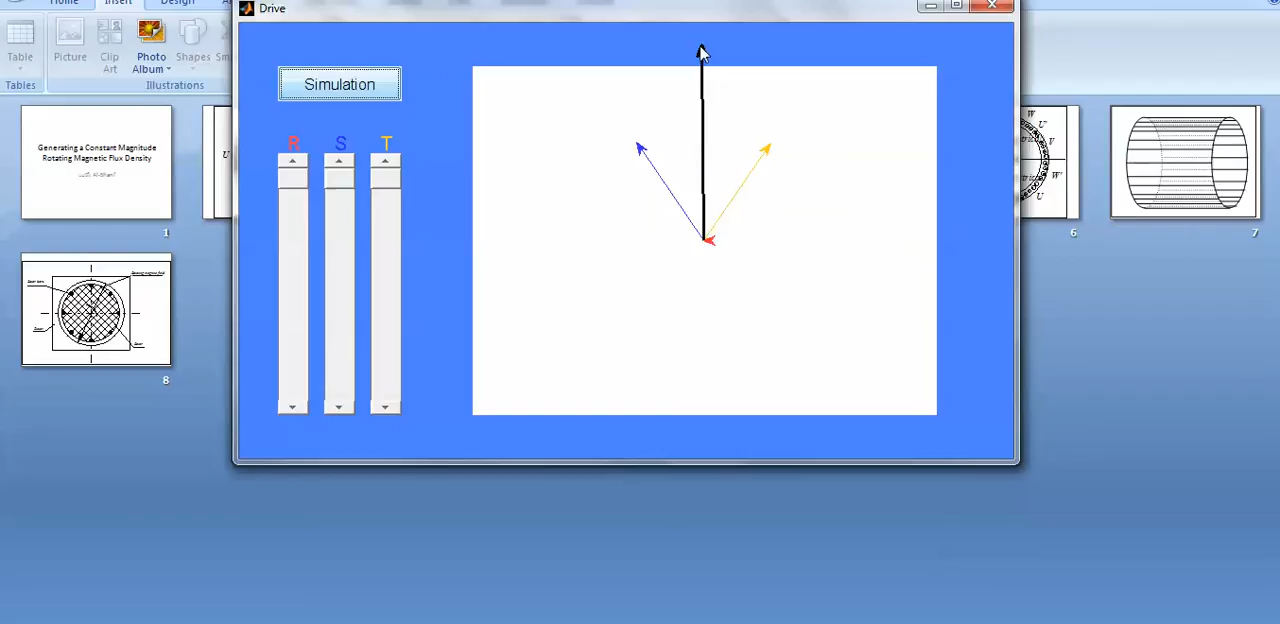 Home
Insert
Design
Drive
Table
Picture
Clip
Art
Photo
Album
Shapes
Tables
Illustrations
Simulation
R S T
Generating a Constant Magnitude
Rotating Magnetic Flux Density
U
W
U'
V
W'
U
1
6
7
8